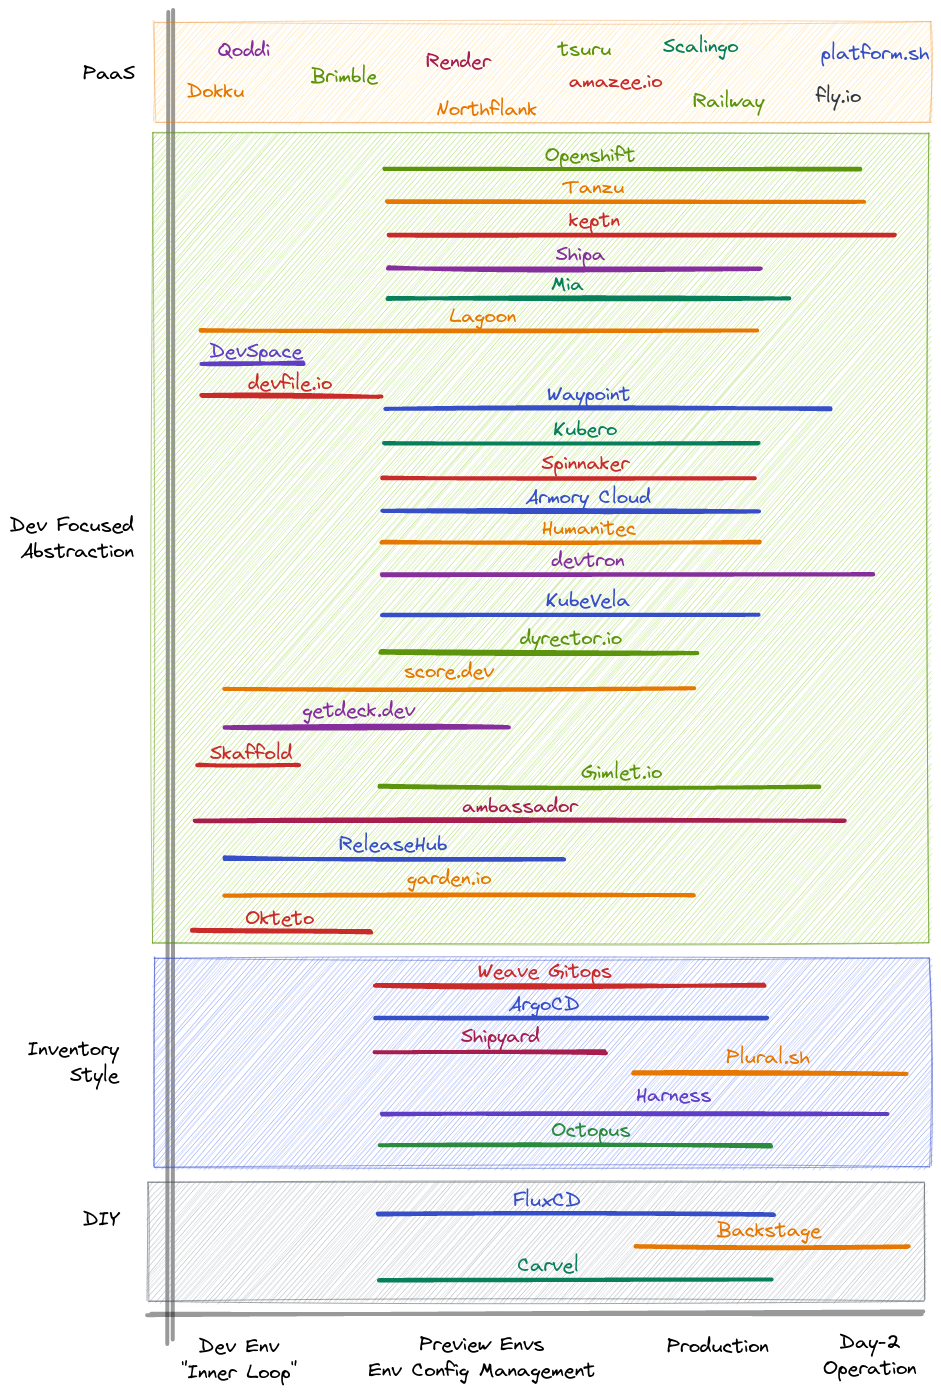 PaaS
Qoddi
Dokku
Brimble
Render
Northflank
tsuru
amazee.io
Scalingo
Railway
platform.sh
fly.io
Dev Focused
Abstraction
Openshift
Tanzu
keptn
Shipa
Mia
Lagoon
DevSpace
devfile.io
Waypoint
Kubero
Spinnaker
Armory Cloud
Humanitec
devtron
KubeVela
dyrector.io
score.dev
getdeck.dev
Skaffold
Gimlet.io
ambassador
ReleaseHub
garden.io
Okteto
Inventory
Style
Weave Gitops
ArgoCD
Shipyard
Plural.sh
Harness
Octopus
DIY
FluxCD
Backstage
Carvel
Dev Env
"Inner Loop"
Preview Envs
Env Config Management
Production
Day-2
Operation